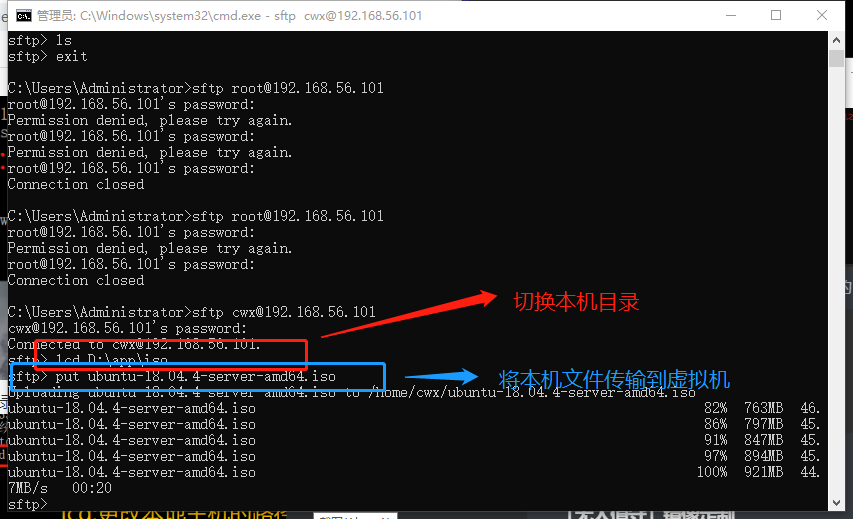 管理员: C:\Windows\system32\cmd.exe - sftp  cwx@192.168.56.101
sftp> ls
sftp> exit
C:\Users\Administrator>sftp root@192.168.56.101
root@192.168.56.101's password:
Permission denied, please try again.
root@192.168.56.101's password:
Permission denied, please try again.
root@192.168.56.101's password:
Connection closed
C:\Users\Administrator>sftp root@192.168.56.101
root@192.168.56.101's password:
Permission denied, please try again.
root@192.168.56.101's password:
Connection closed
C:\Users\Administrator>sftp cwx@192.168.56.101
cwx@192.168.56.101's password:
Connected to cwx@192.168.56.101.
sftp> lcd D:\app\iso
切换本机目录
sftp> put ubuntu-18.04.4-server-amd64.iso
将本机文件传输到虚拟机
Uploading ubuntu-18.04.4-server-amd64.iso to /home/cwx/ubuntu-18.04.4-server-amd64.iso
ubuntu-18.04.4-server-amd64.iso 82% 763MB 46.
ubuntu-18.04.4-server-amd64.iso 86% 797MB 45.
ubuntu-18.04.4-server-amd64.iso 91% 847MB 45.
ubuntu-18.04.4-server-amd64.iso 97% 894MB 45.
ubuntu-18.04.4-server-amd64.iso 100% 921MB 44.
7MB/s 00:20
sftp>